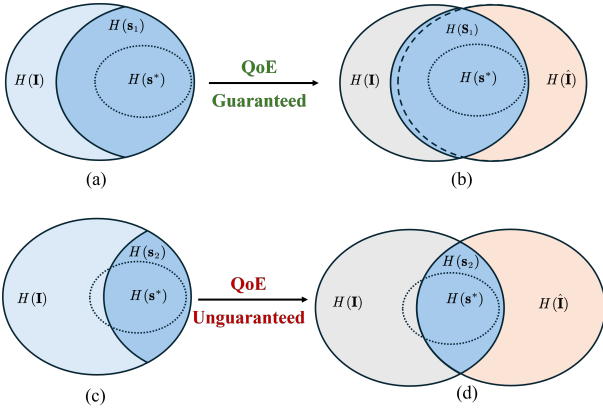 H(s₁)
H(I)
H(s*)
(a)
QoE
Guaranteed
H(S₁)
H(I)
H(s*)
H(Î)
(b)
H(s₂)
H(I)
H(s*)
(c)
QoE
Unguaranteed
H(s₂)
H(I)
H(s*)
H(Î)
(d)